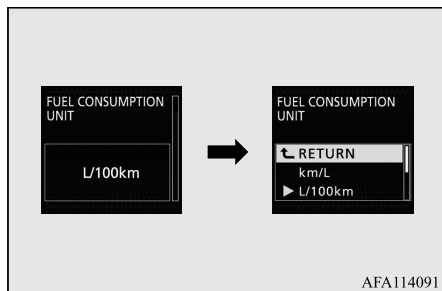 FUEL CONSUMPTION
UNIT
L/100km
FUEL CONSUMPTION
UNIT
RETURN
km/L
L/100km
AFA114091